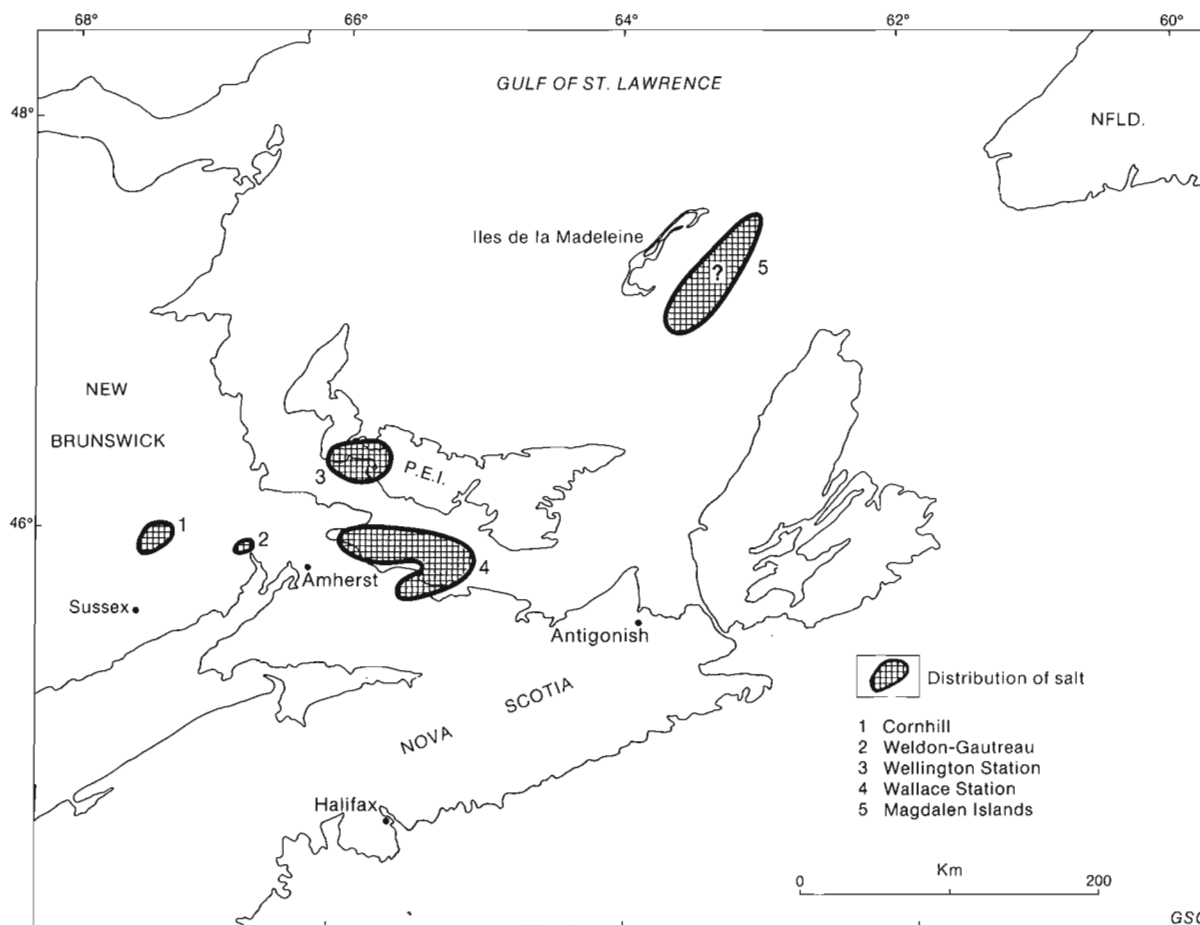 68° 66° 64° 62° 60°
GULF OF ST. LAWRENCE
48°
NFLD.
Iles de la Madeleine
?
5
NEW
BRUNSWICK
3
P.E.I.
46°
1
2
4
Amherst
Sussex
Antigonish
Distribution of salt
NOVA SCOTIA
1 Cornhill
2 Weldon-Gautreau
3 Wellington Station
4 Wallace Station
5 Magdalen Islands
Halifax
Km
0 200
GSC